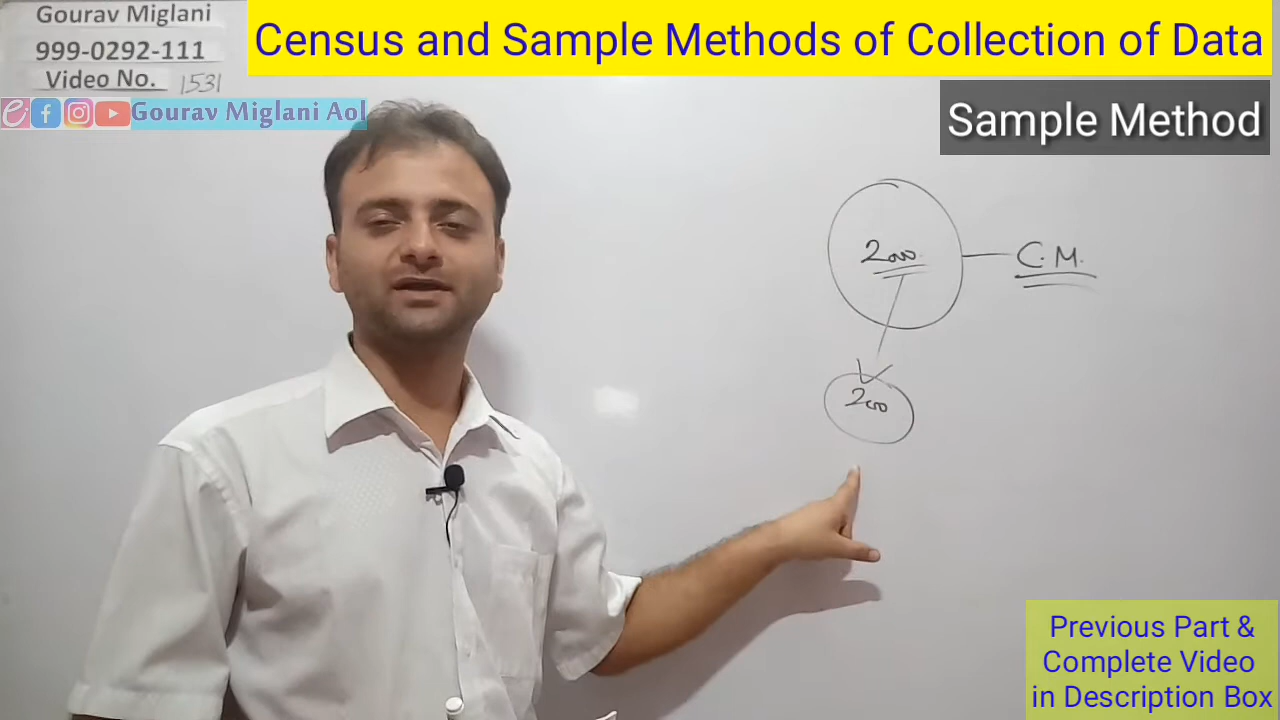 Gourav Miglani
999-0292-111
Video No. 1531
Gourav Miglani Aol
Census and Sample Methods of Collection of Data
Sample Method
2000
C.M.
200
Previous Part &
Complete Video
in Description Box